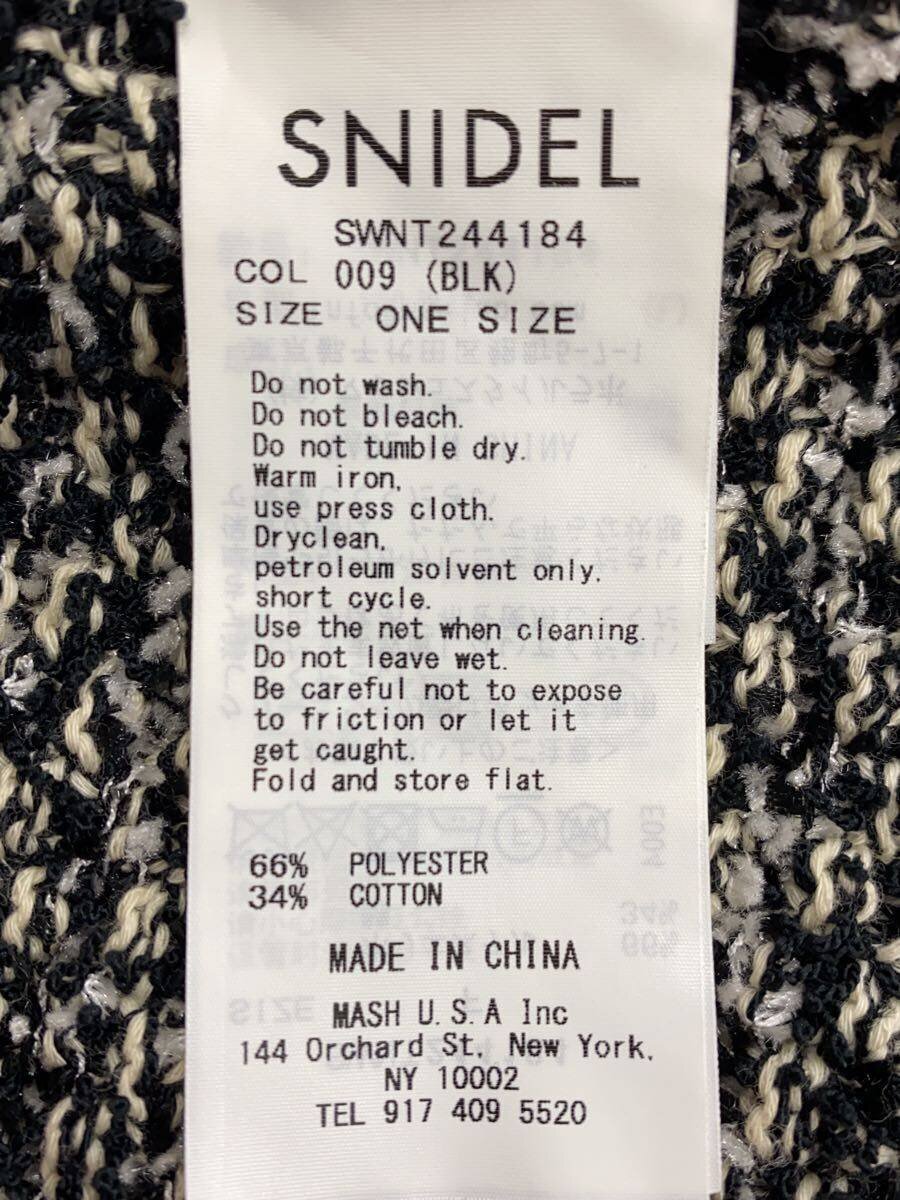 SNIDEL
SWNT244184
COL 009 (BLK)
SIZE ONE SIZE
Do not wash.
Do not bleach.
Do not tumble dry.
Warm iron,
use press cloth.
Dryclean,
petroleum solvent only.
short cycle.
Use the net when cleaning.
Do not leave wet.
Be careful not to expose
to friction or let it
get caught.
Fold and store flat.
66% POLYESTER
34% COTTON
MADE IN CHINA
MASH U.S.A Inc
144 Orchard St, New York,
NY 10002
TEL 917 409 5520